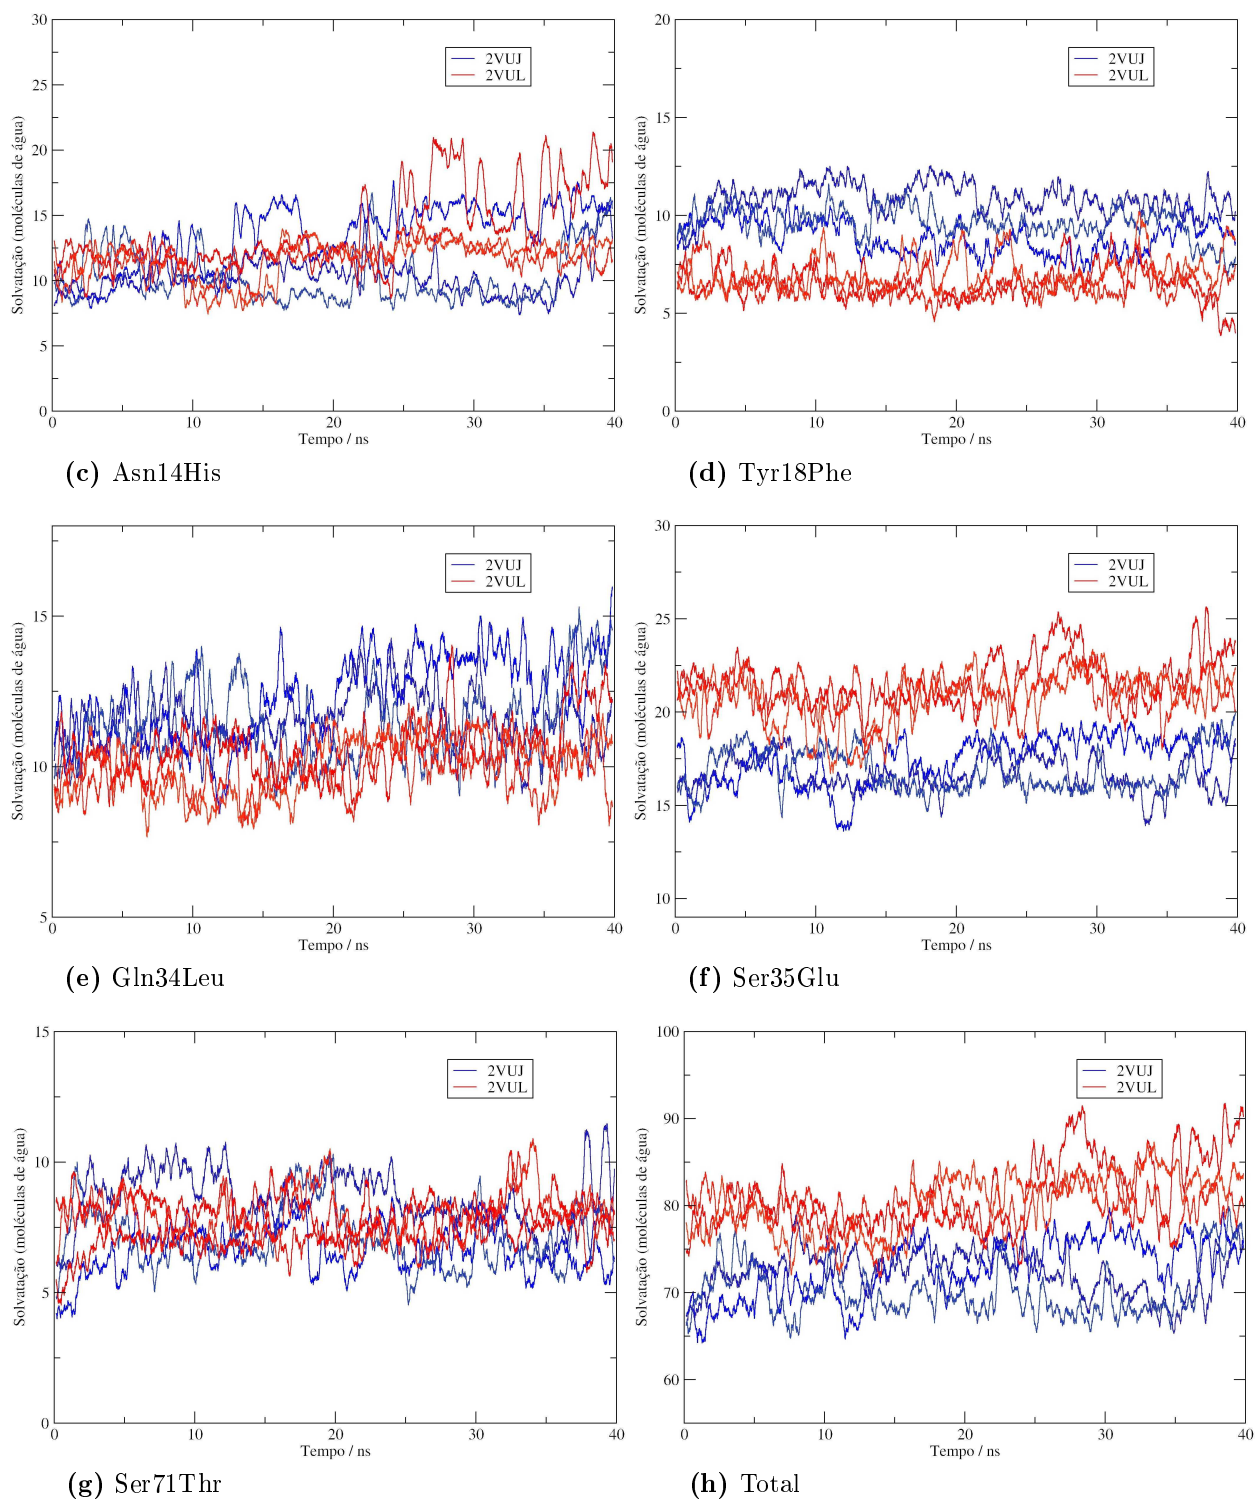 30
25
20
15
10
5
0
Solvatação (moléculas de água)
2VUJ
2VUL
0 10 20 30 40
Tempo / ns
(c) Asn14His
20
15
10
5
0
Solvatação (moléculas de água)
2VUJ
2VUL
0 10 20 30 40
Tempo / ns
(d) Tyr18Phe
15
10
5
Solvatação (moléculas de água)
2VUJ
2VUL
0 10 20 30 40
Tempo / ns
(e) Gln34Leu
30
25
20
15
10
Solvatação (moléculas de água)
2VUJ
2VUL
0 10 20 30 40
Tempo / ns
(f) Ser35Glu
15
10
5
0
Solvatação (moléculas de água)
2VUJ
2VUL
0 10 20 30 40
Tempo / ns
(g) Ser71Thr
100
90
80
70
60
Solvatação (moléculas de água)
2VUJ
2VUL
0 10 20 30 40
Tempo / ns
(h) Total